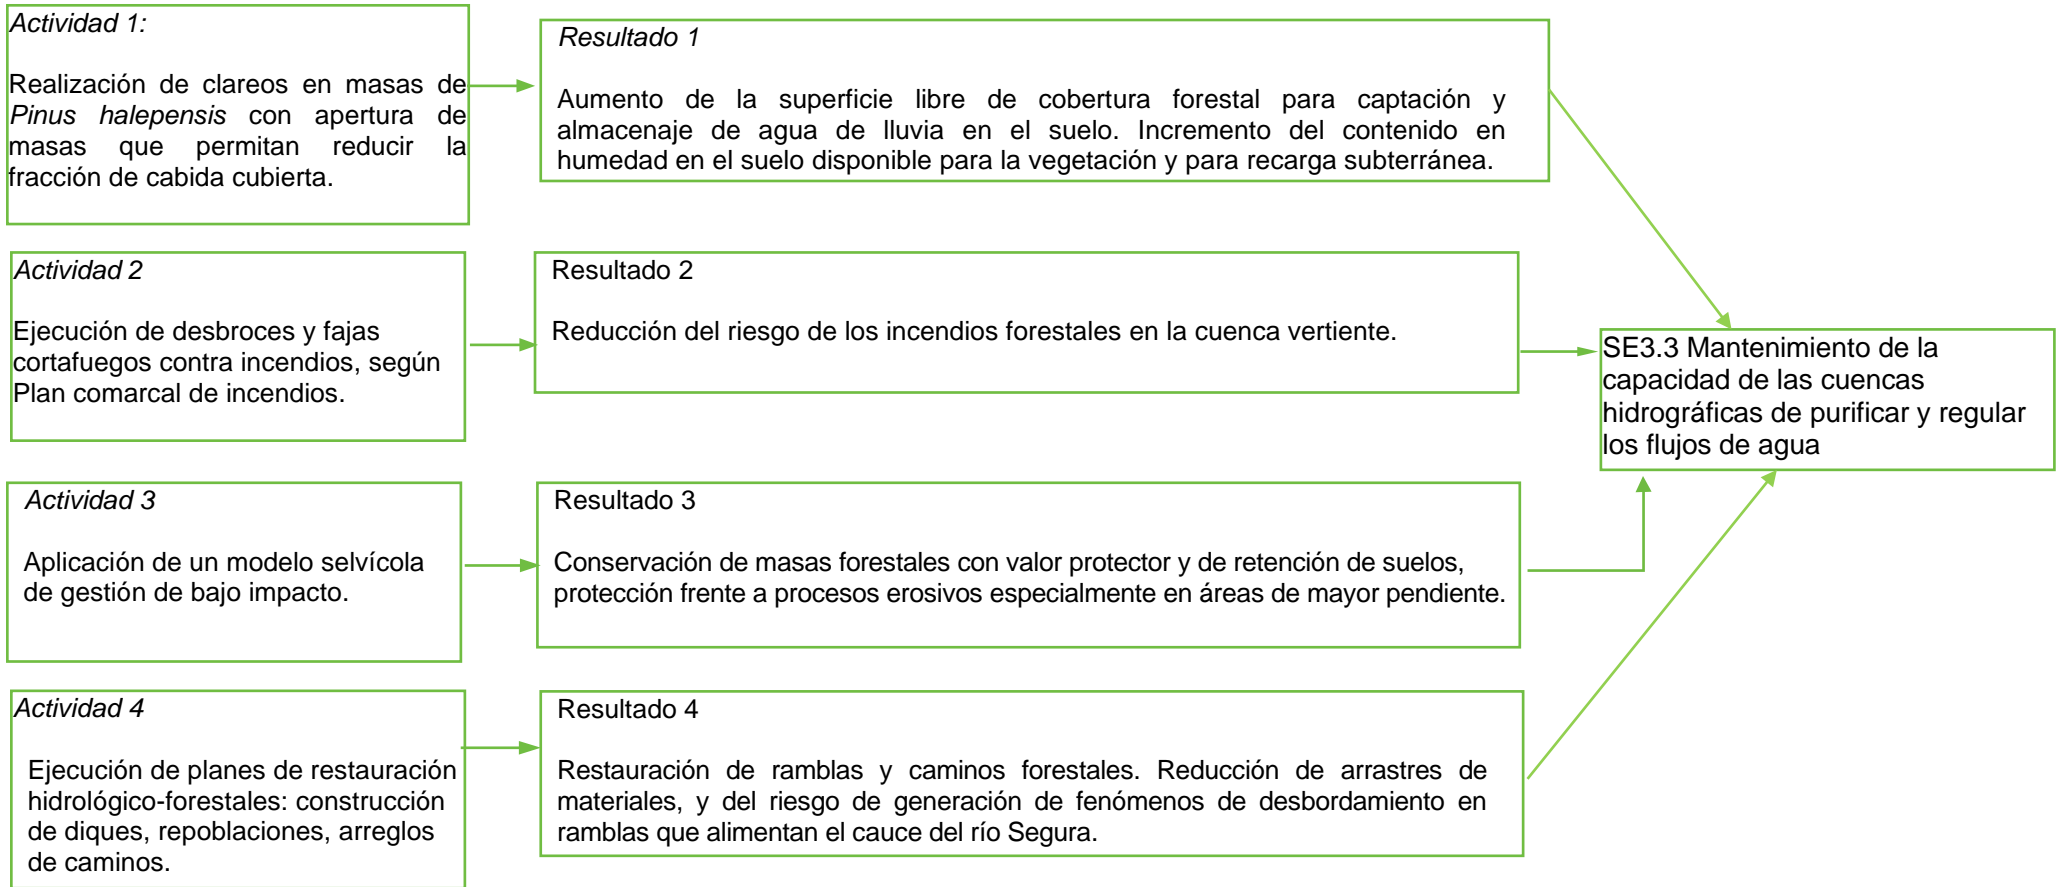 Actividad 1:
Realización de clareos en masas de
Pinus halepensis con apertura de
masas que permitan reducir la
fracción de cabida cubierta.
Resultado 1
Aumento de la superficie libre de cobertura forestal para captación y
almacenaje de agua de lluvia en el suelo. Incremento del contenido en
humedad en el suelo disponible para la vegetación y para recarga subterránea.
Actividad 2
Ejecución de desbroces y fajas
cortafuegos contra incendios, según
Plan comarcal de incendios.
Resultado 2
Reducción del riesgo de los incendios forestales en la cuenca vertiente.
SE3.3 Mantenimiento de la
capacidad de las cuencas
hidrográficas de purificar y regular
los flujos de agua
Actividad 3
Aplicación de un modelo selvícola
de gestión de bajo impacto.
Resultado 3
Conservación de masas forestales con valor protector y de retención de suelos,
protección frente a procesos erosivos especialmente en áreas de mayor pendiente.
Actividad 4
Ejecución de planes de restauración
hidrológico-forestales: construcción
de diques, repoblaciones, arreglos
de caminos.
Resultado 4
Restauración de ramblas y caminos forestales. Reducción de arrastres de
materiales, y del riesgo de generación de fenómenos de desbordamiento en
ramblas que alimentan el cauce del río Segura.